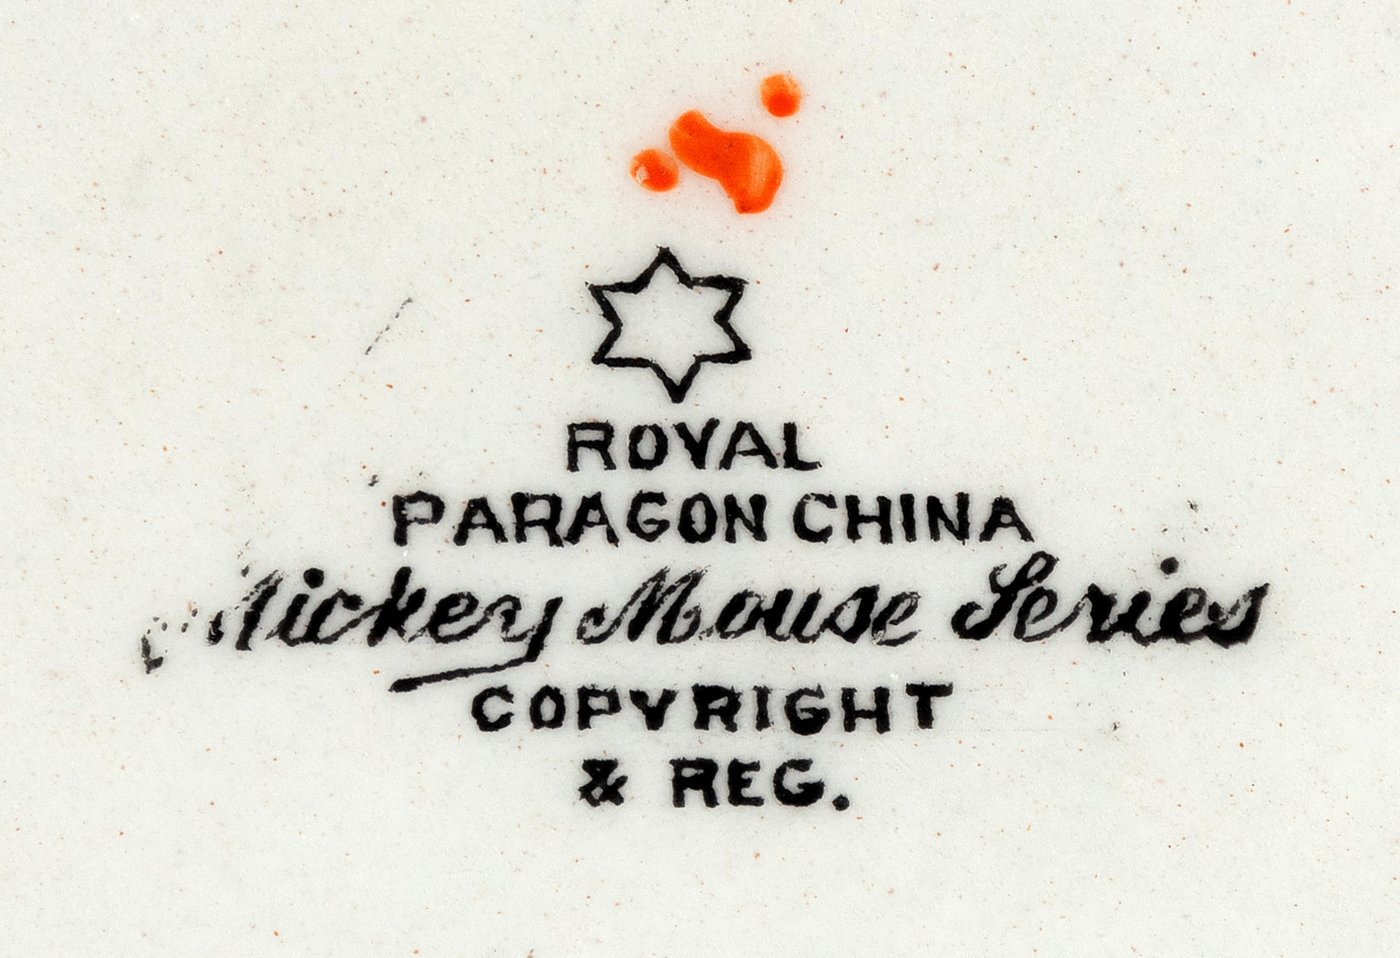 ROYAL
PARAGON CHINA
Mickey Mouse Series
COPYRIGHT
& REG.